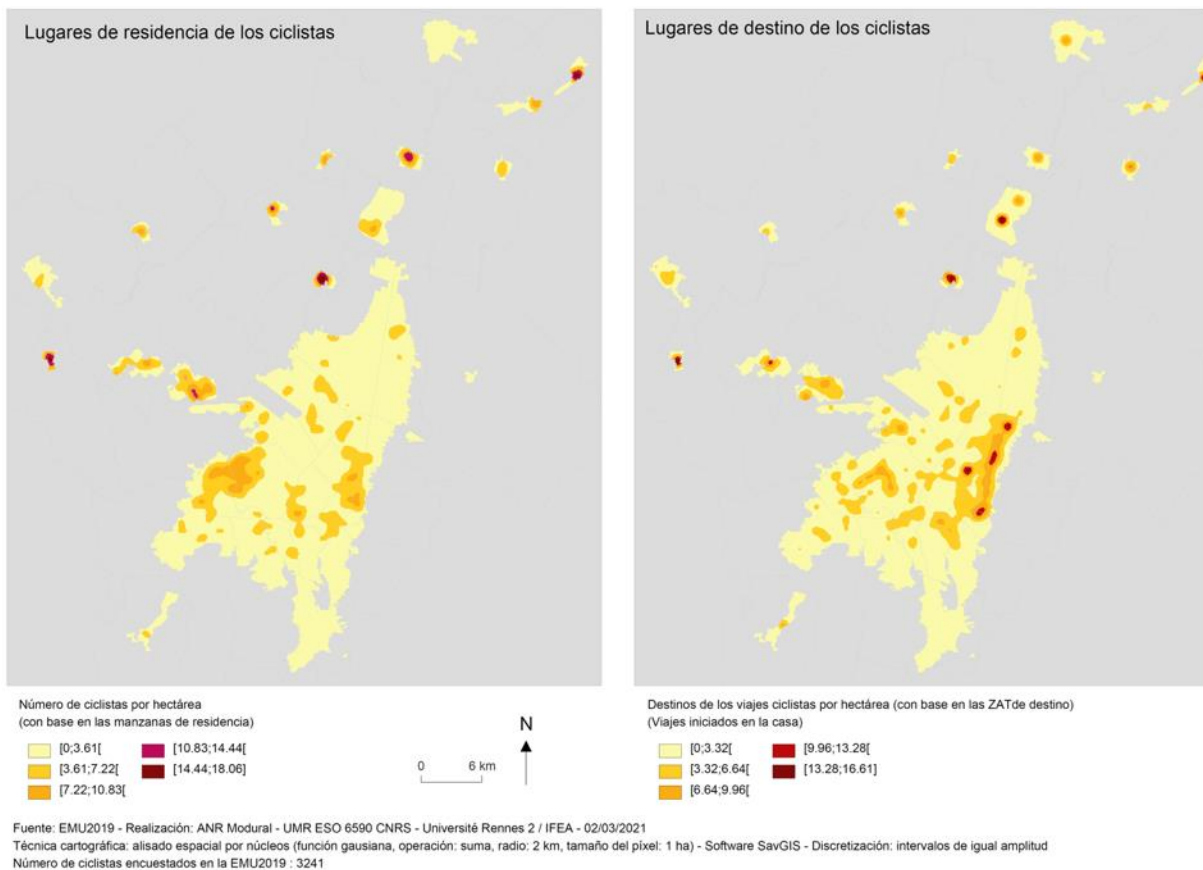 Lugares de residencia de los ciclistas
Lugares de destino de los ciclistas
Número de ciclistas por hectárea
(con base en las manzanas de residencia)
[0;3.61[
[3.61;7.22[
[7.22;10.83[
[10.83;14.44[
[14.44;18.06]
0 6 km
N
Destinos de los viajes ciclistas por hectárea (con base en las ZATde destino)
(Viajes iniciados en la casa)
[0;3.32[
[3.32;6.64[
[6.64;9.96[
[9.96;13.28[
[13.28;16.61]
Fuente: EMU2019 - Realización: ANR Modural - UMR ESO 6590 CNRS - Université Rennes 2 / IFEA - 02/03/2021
Técnica cartográfica: alisado espacial por núcleos (función gausiana, operación: suma, radio: 2 km, tamaño del píxel: 1 ha) - Software SavGIS - Discretización: intervalos de igual amplitud
Número de ciclistas encuestados en la EMU2019 : 3241